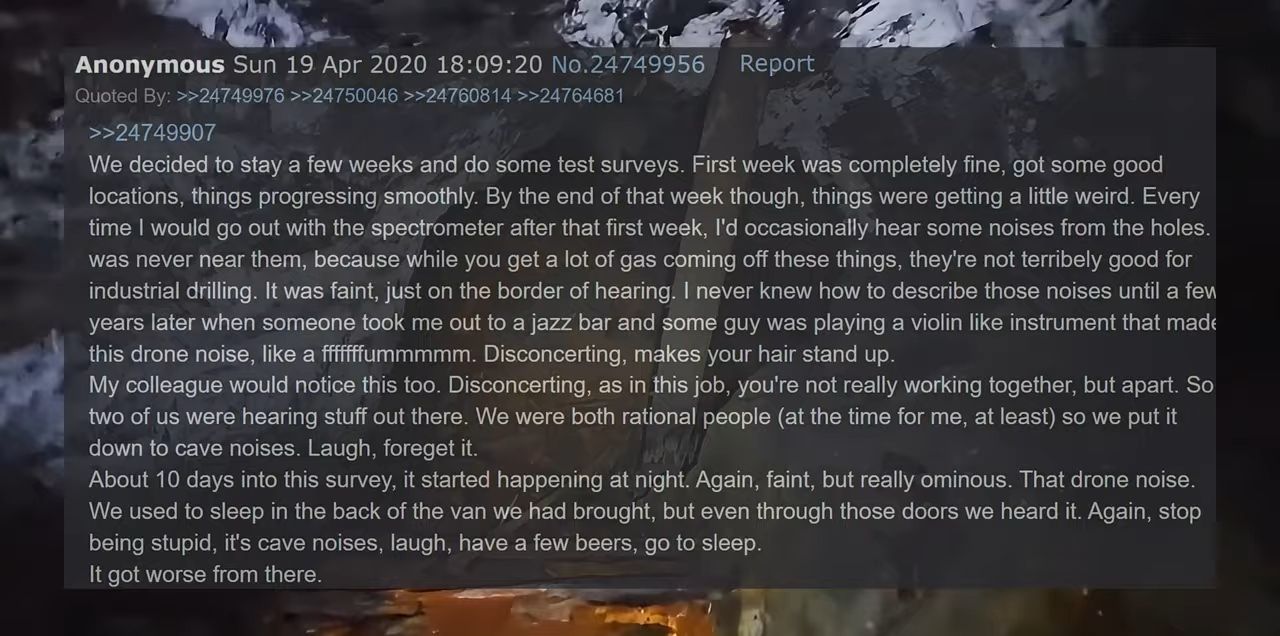 Anonymous Sun 19 Apr 2020 18:09:20 No.24749956 Report
Quoted By: >>24749976 >>24750046 >>24760814 >>24764681
>>24749907
We decided to stay a few weeks and do some test surveys. First week was completely fine, got some good
locations, things progressing smoothly. By the end of that week though, things were getting a little weird. Every
time I would go out with the spectrometer after that first week, I'd occasionally hear some noises from the holes.
was never near them, because while you get a lot of gas coming off these things, they're not terribely good for
industrial drilling. It was faint, just on the border of hearing. I never knew how to describe those noises until a few
years later when someone took me out to a jazz bar and some guy was playing a violin like instrument that made
this drone noise, like a fffffffummmmm. Disconcerting, makes your hair stand up.
My colleague would notice this too. Disconcerting, as in this job, you're not really working together, but apart. So
two of us were hearing stuff out there. We were both rational people (at the time for me, at least) so we put it
down to cave noises. Laugh, foreget it.
About 10 days into this survey, it started happening at night. Again, faint, but really ominous. That drone noise.
We used to sleep in the back of the van we had brought, but even through those doors we heard it. Again, stop
being stupid, it's cave noises, laugh, have a few beers, go to sleep.
It got worse from there.